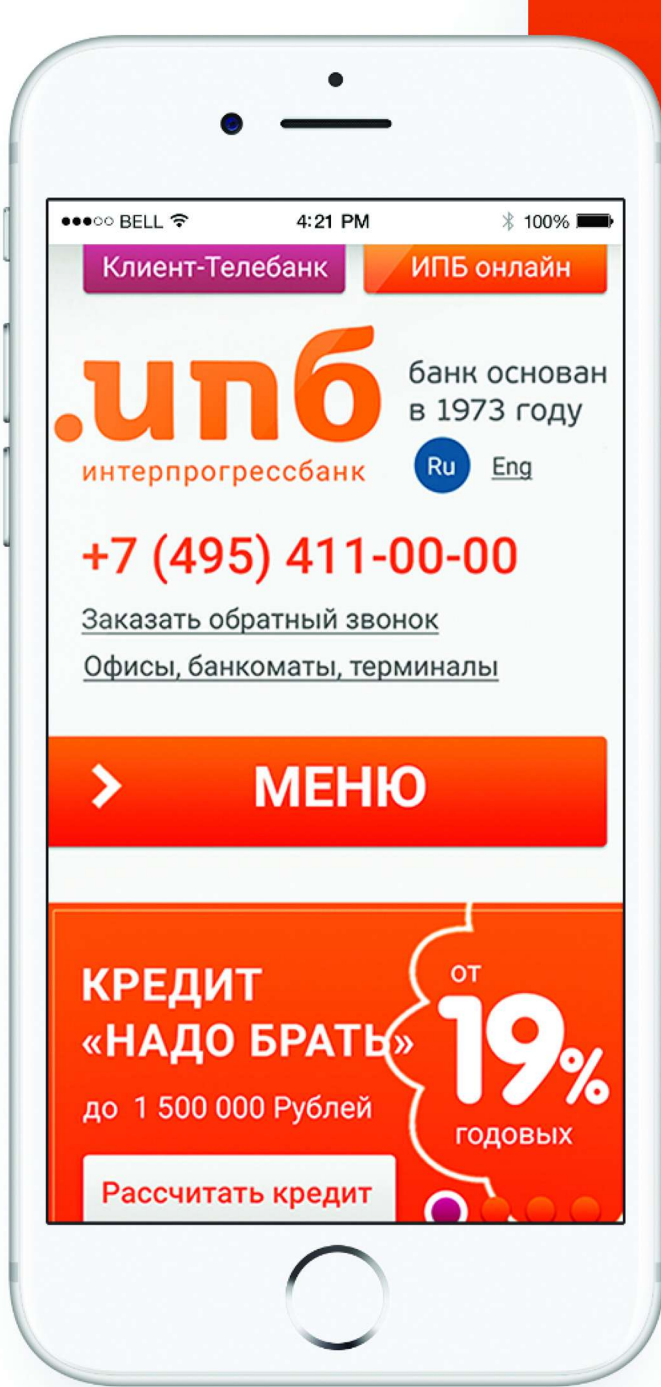 BELL 4:21 PM 100%
Клиент-Телебанк ИПБ онлайн
.ипб
интерпрогрессбанк
банк основан
в 1973 году
Ru Eng
+7 (495) 411-00-00
Заказать обратный звонок
Офисы, банкоматы, терминалы
МЕНЮ
КРЕДИТ
«НАДО БРАТЬ»
до 1 500 000 Рублей
от
19%
годовых
Рассчитать кредит